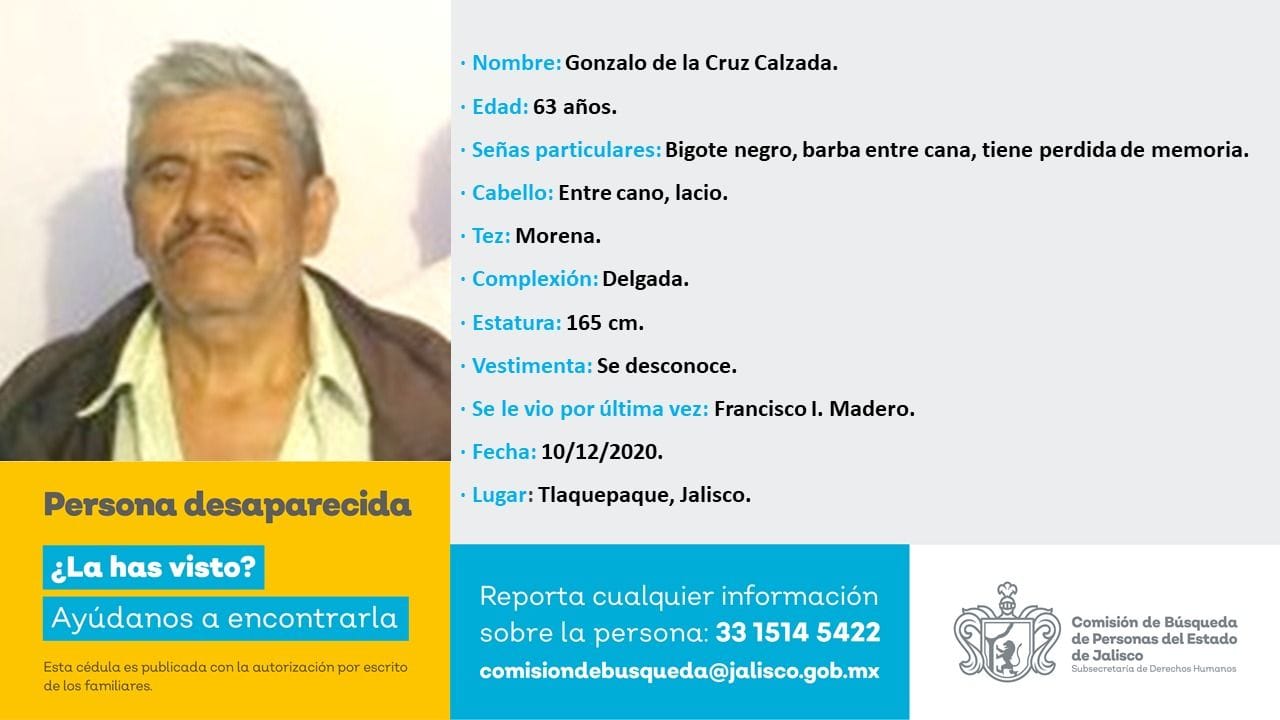 · Nombre: Gonzalo de la Cruz Calzada.
· Edad: 63 años.
· Señas particulares: Bigote negro, barba entre cana, tiene perdida de memoria.
· Cabello: Entre cano, lacio.
· Tez: Morena.
· Complexión: Delgada.
· Estatura: 165 cm.
· Vestimenta: Se desconoce.
· Se le vio por última vez: Francisco I. Madero.
· Fecha: 10/12/2020.
· Lugar: Tlaquepaque, Jalisco.
Persona desaparecida
¿La has visto?
Ayúdanos a encontrarla
Esta cédula es publicada con la autorización por escrito
de los familiares.
Reporta cualquier información
sobre la persona: 33 1514 5422
comisiondebusqueda@jalisco.gob.mx
Comisión de Búsqueda
de Personas del Estado
de Jalisco
Subsecretaría de Derechos Humanos